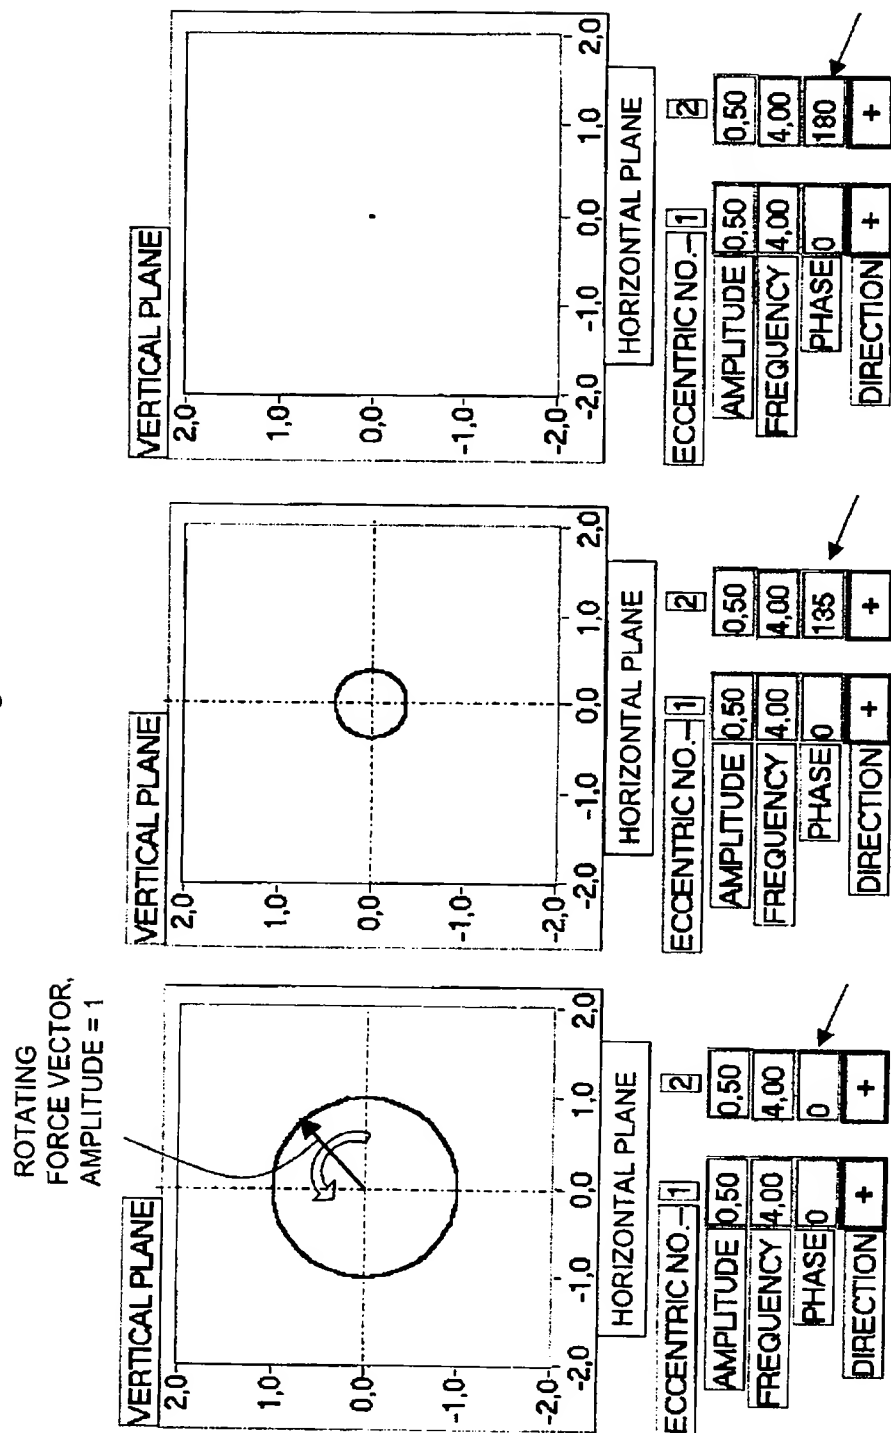 ROTATING
FORCE VECTOR,
AMPLITUDE = 1
VERTICAL PLANE
2,0
1,0
0,0
-1,0
-2,0
-2,0 -1,0 0,0 1,0 2,0
HORIZONTAL PLANE
ECCENTRIC NO.– 1 2
AMPLITUDE 0,50 0,50
FREQUENCY 4,00 4,00
PHASE 0 0
DIRECTION + +
VERTICAL PLANE
2,0
1,0
0,0
-1,0
-2,0
-2,0 -1,0 0,0 1,0 2,0
HORIZONTAL PLANE
ECCENTRIC NO.– 1 2
AMPLITUDE 0,50 0,50
FREQUENCY 4,00 4,00
PHASE 0 135
DIRECTION + +
VERTICAL PLANE
2,0
1,0
0,0
-1,0
-2,0
-2,0 -1,0 0,0 1,0 2,0
HORIZONTAL PLANE
ECCENTRIC NO.– 1 2
AMPLITUDE 0,50 0,50
FREQUENCY 4,00 4,00
PHASE 0 180
DIRECTION + +